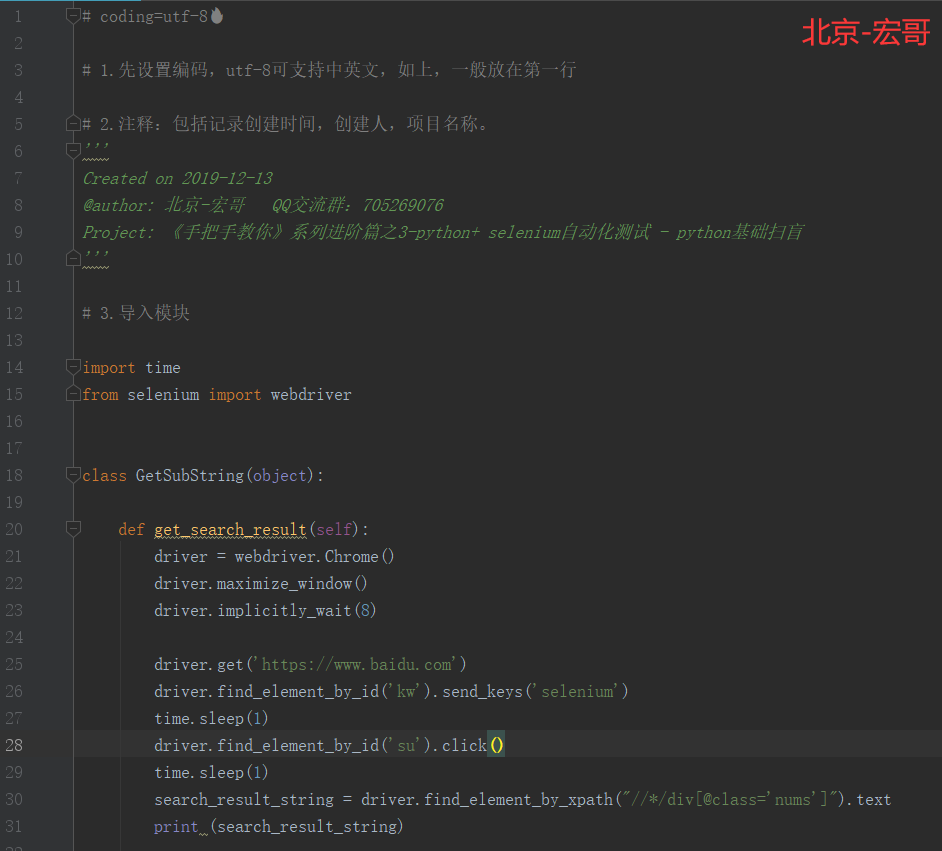 北京-宏哥
1 # coding=utf-8
2
3 # 1.先设置编码，utf-8可支持中英文，如上，一般放在第一行
4
5 # 2.注释：包括记录创建时间，创建人，项目名称。
6 '''
7 Created on 2019-12-13
8 @author: 北京-宏哥   QQ交流群：705269076
9 Project: 《手把手教你》系列进阶篇之3-python+ selenium自动化测试 - python基础扫盲
10 '''
11
12 # 3.导入模块
13
14 import time
15 from selenium import webdriver
16
17
18 class GetSubString(object):
19
20     def get_search_result(self):
21         driver = webdriver.Chrome()
22         driver.maximize_window()
23         driver.implicitly_wait(8)
24
25         driver.get('https://www.baidu.com')
26         driver.find_element_by_id('kw').send_keys('selenium')
27         time.sleep(1)
28         driver.find_element_by_id('su').click()
29         time.sleep(1)
30         search_result_string = driver.find_element_by_xpath("//*/div[@class='nums']").text
31         print (search_result_string)